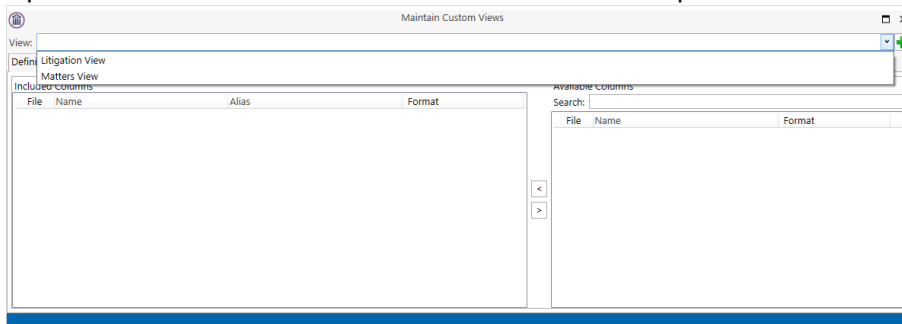 Maintain Custom Views
View:
Defini
Litigation View
Matters View
Included Columns
Available Columns
File Name Alias Format
Search:
File Name Format
<
>